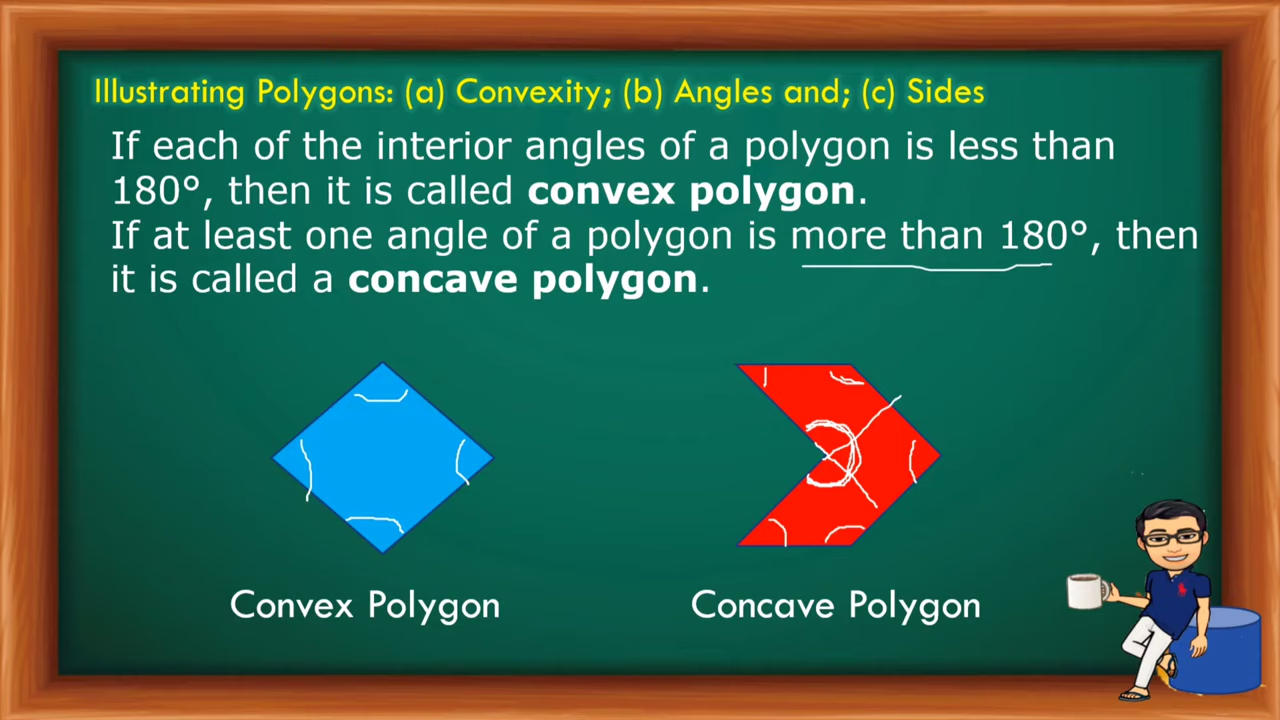 Illustrating Polygons: (a) Convexity; (b) Angles and; (c) Sides
If each of the interior angles of a polygon is less than
180°, then it is called convex polygon.
If at least one angle of a polygon is more than 180°, then
it is called a concave polygon.
Convex Polygon
Concave Polygon